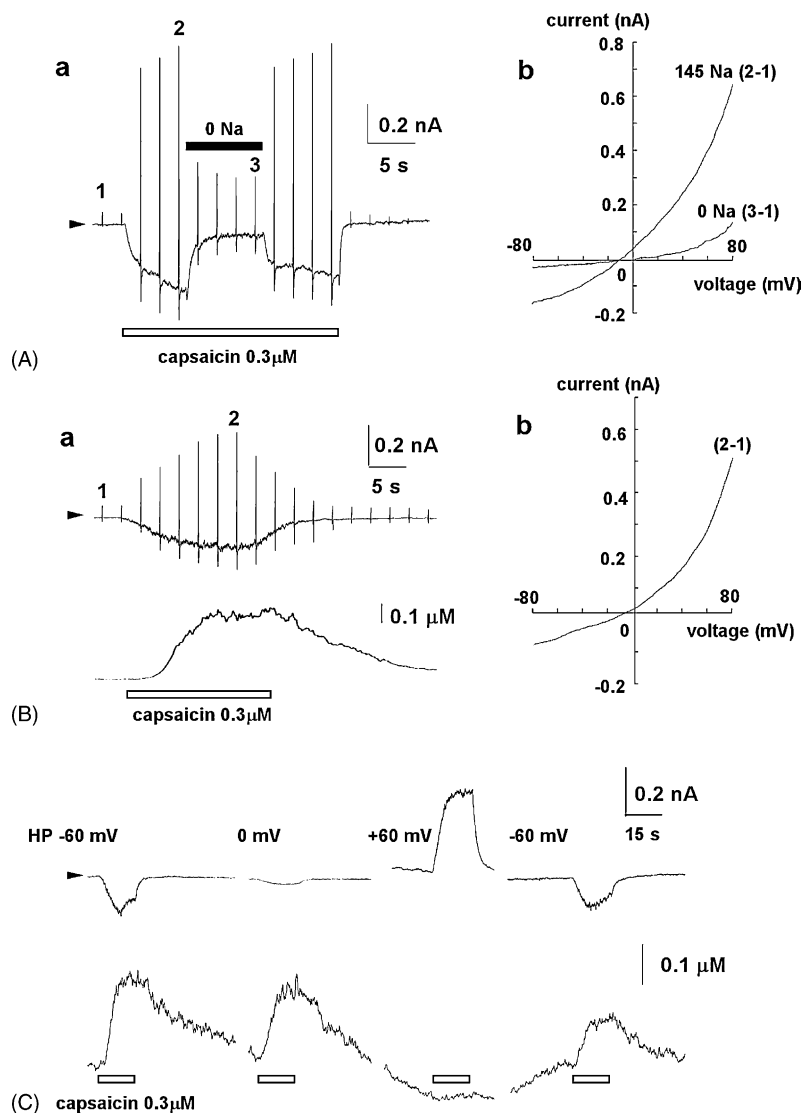 a
2
0 Na
1
3
0.2 nA
5 s
capsaicin 0.3μM
(A)
b
current (nA)
0.8
145 Na (2-1)
0.6
0.4
0.2
0 Na (3-1)
-80
80
0
voltage (mV)
-0.2
a
2
1
0.2 nA
5 s
0.1 μM
capsaicin 0.3μM
(B)
b
current (nA)
0.6
(2-1)
0.4
0.2
-80
80
0
voltage (mV)
-0.2
HP -60 mV
0 mV
+60 mV
-60 mV
0.2 nA
15 s
0.1 μM
(C)
capsaicin 0.3μM